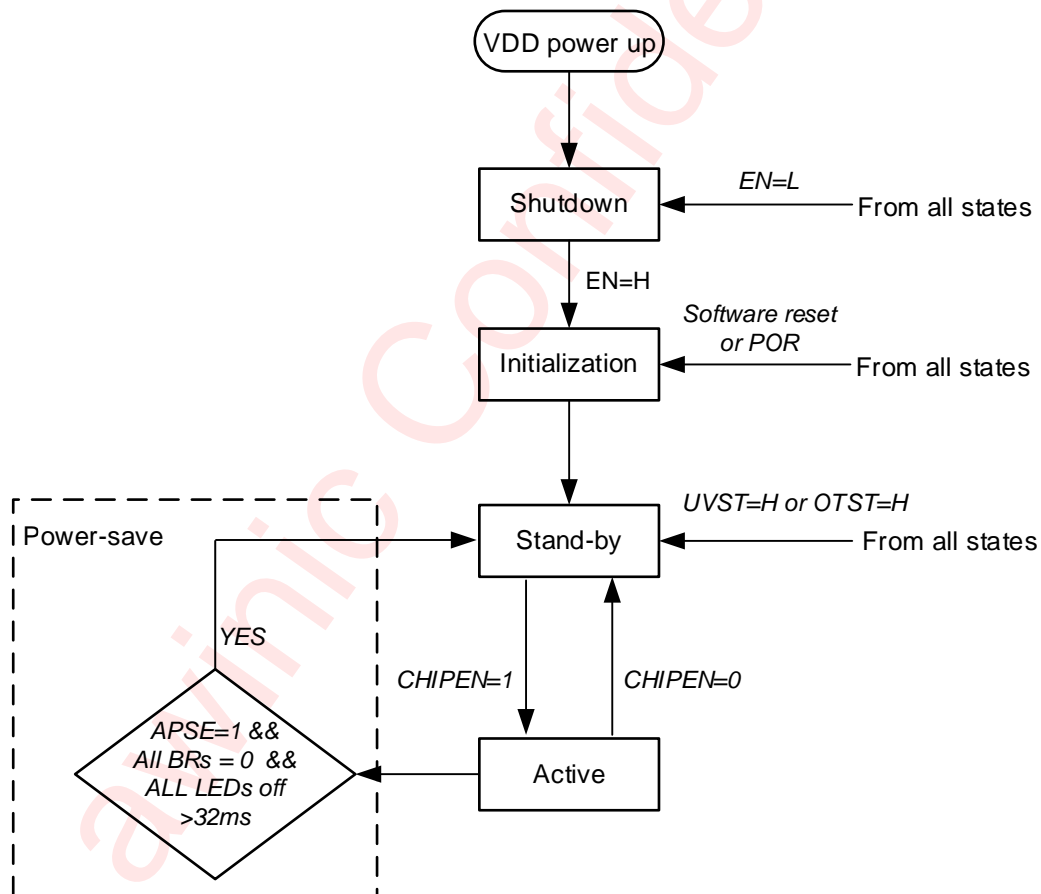 VDD power up
Shutdown
EN=L
From all states
EN=H
Software reset
or POR
Initialization
From all states
UVST=H or OTST=H
Power-save
Stand-by
From all states
YES
CHIPEN=1
CHIPEN=0
APSE=1 &&
All BRs = 0 &&
ALL LEDs off
>32ms
Active
awinic Confide